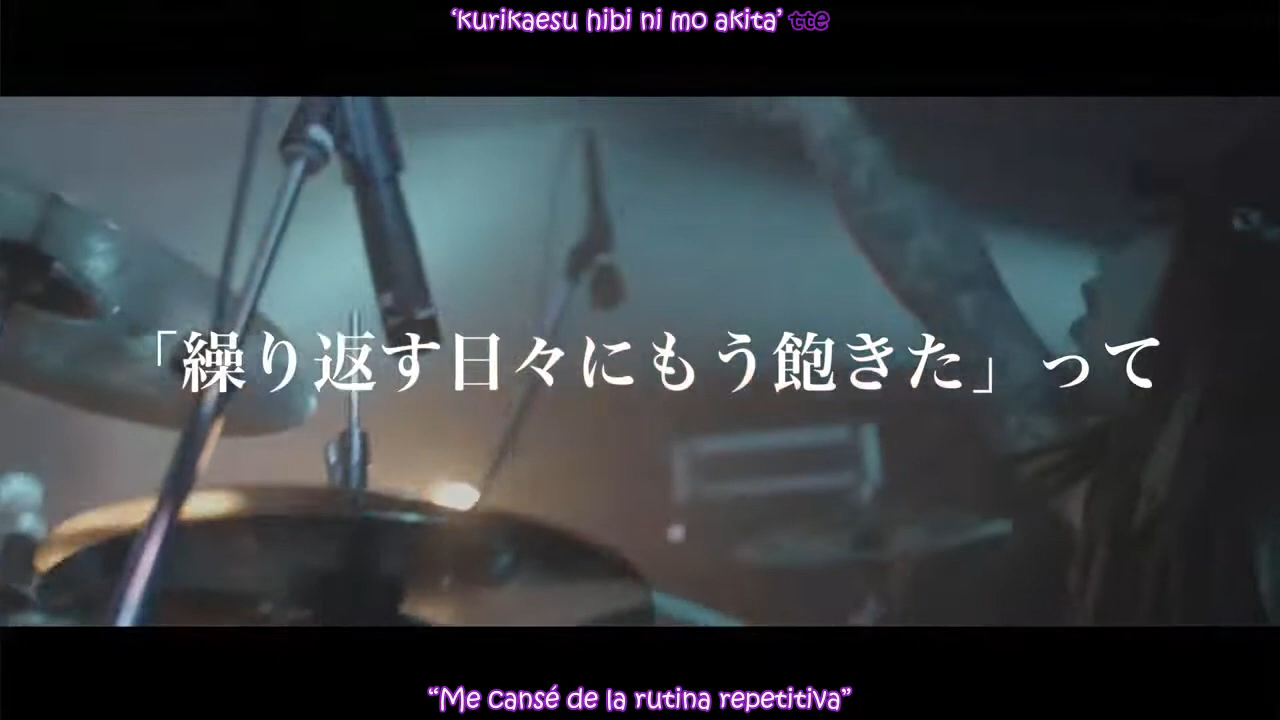 ‘kurikaesu hibi ni mo akita’ tte
「繰り返す日々にもう飽きた」って
“Me cansé de la rutina repetitiva”